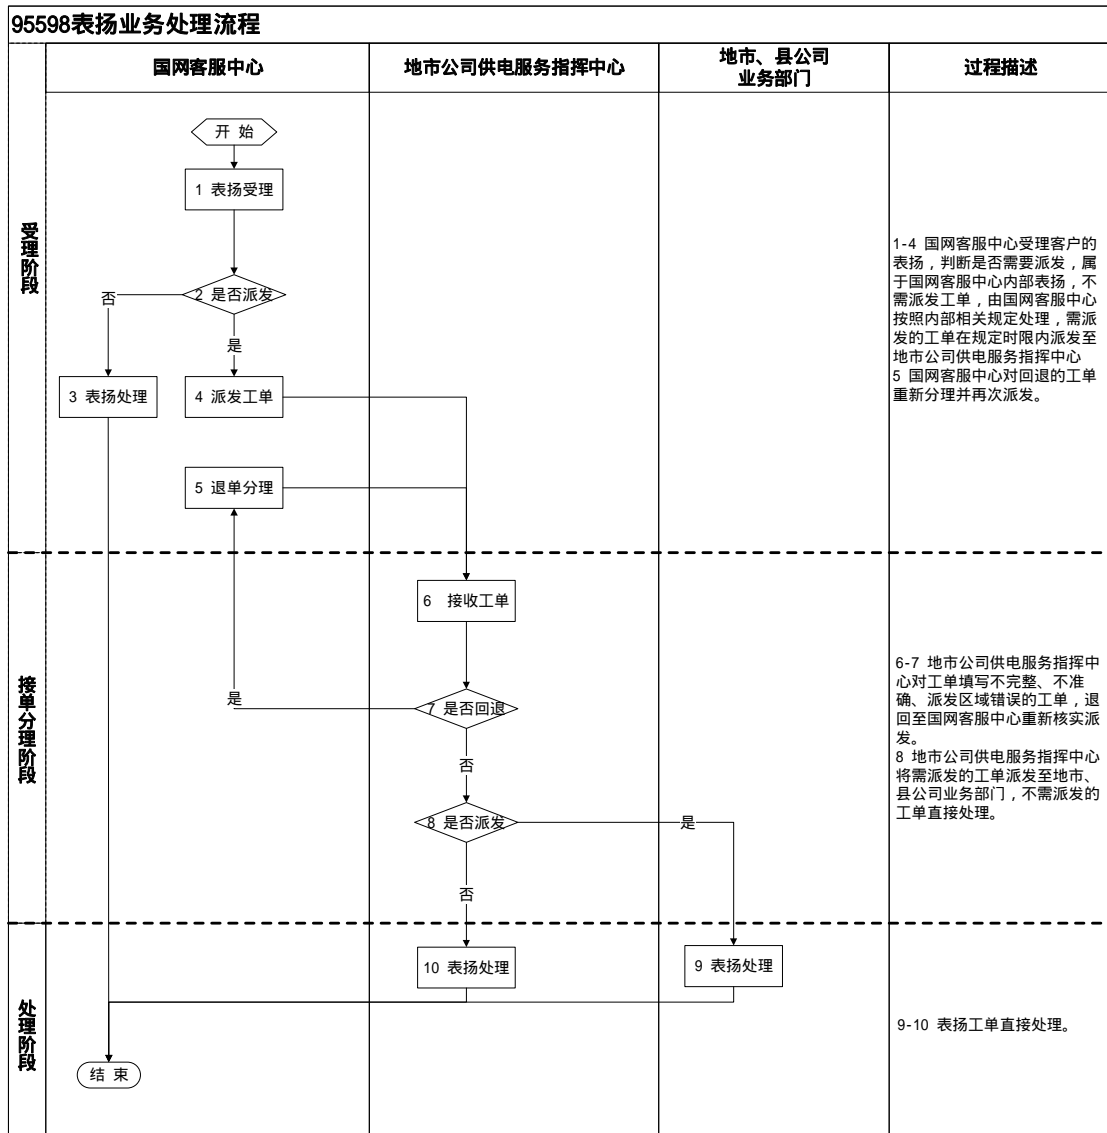 95598表扬业务处理流程
国网客服中心
地市公司供电服务指挥中心
地市、县公司
业务部门
过程描述
受理阶段
开 始
1 表扬受理
2 是否派发
否
是
3 表扬处理
4 派发工单
5 退单分理
1-4 国网客服中心受理客户的
表扬，判断是否需要派发，属
于国网客服中心内部表扬，不
需派发工单，由国网客服中心
按照内部相关规定处理，需派
发的工单在规定时限内派发至
地市公司供电服务指挥中心
5 国网客服中心对回退的工单
重新分理并再次派发。
接单分理阶段
6 接收工单
7 是否回退
是
否
8 是否派发
是
否
6-7 地市公司供电服务指挥中
心对工单填写不完整、不准
确、派发区域错误的工单，退
回至国网客服中心重新核实派
发。
8 地市公司供电服务指挥中心
将需派发的工单派发至地市、
县公司业务部门，不需派发的
工单直接处理。
处理阶段
10 表扬处理
9 表扬处理
结 束
9-10 表扬工单直接处理。